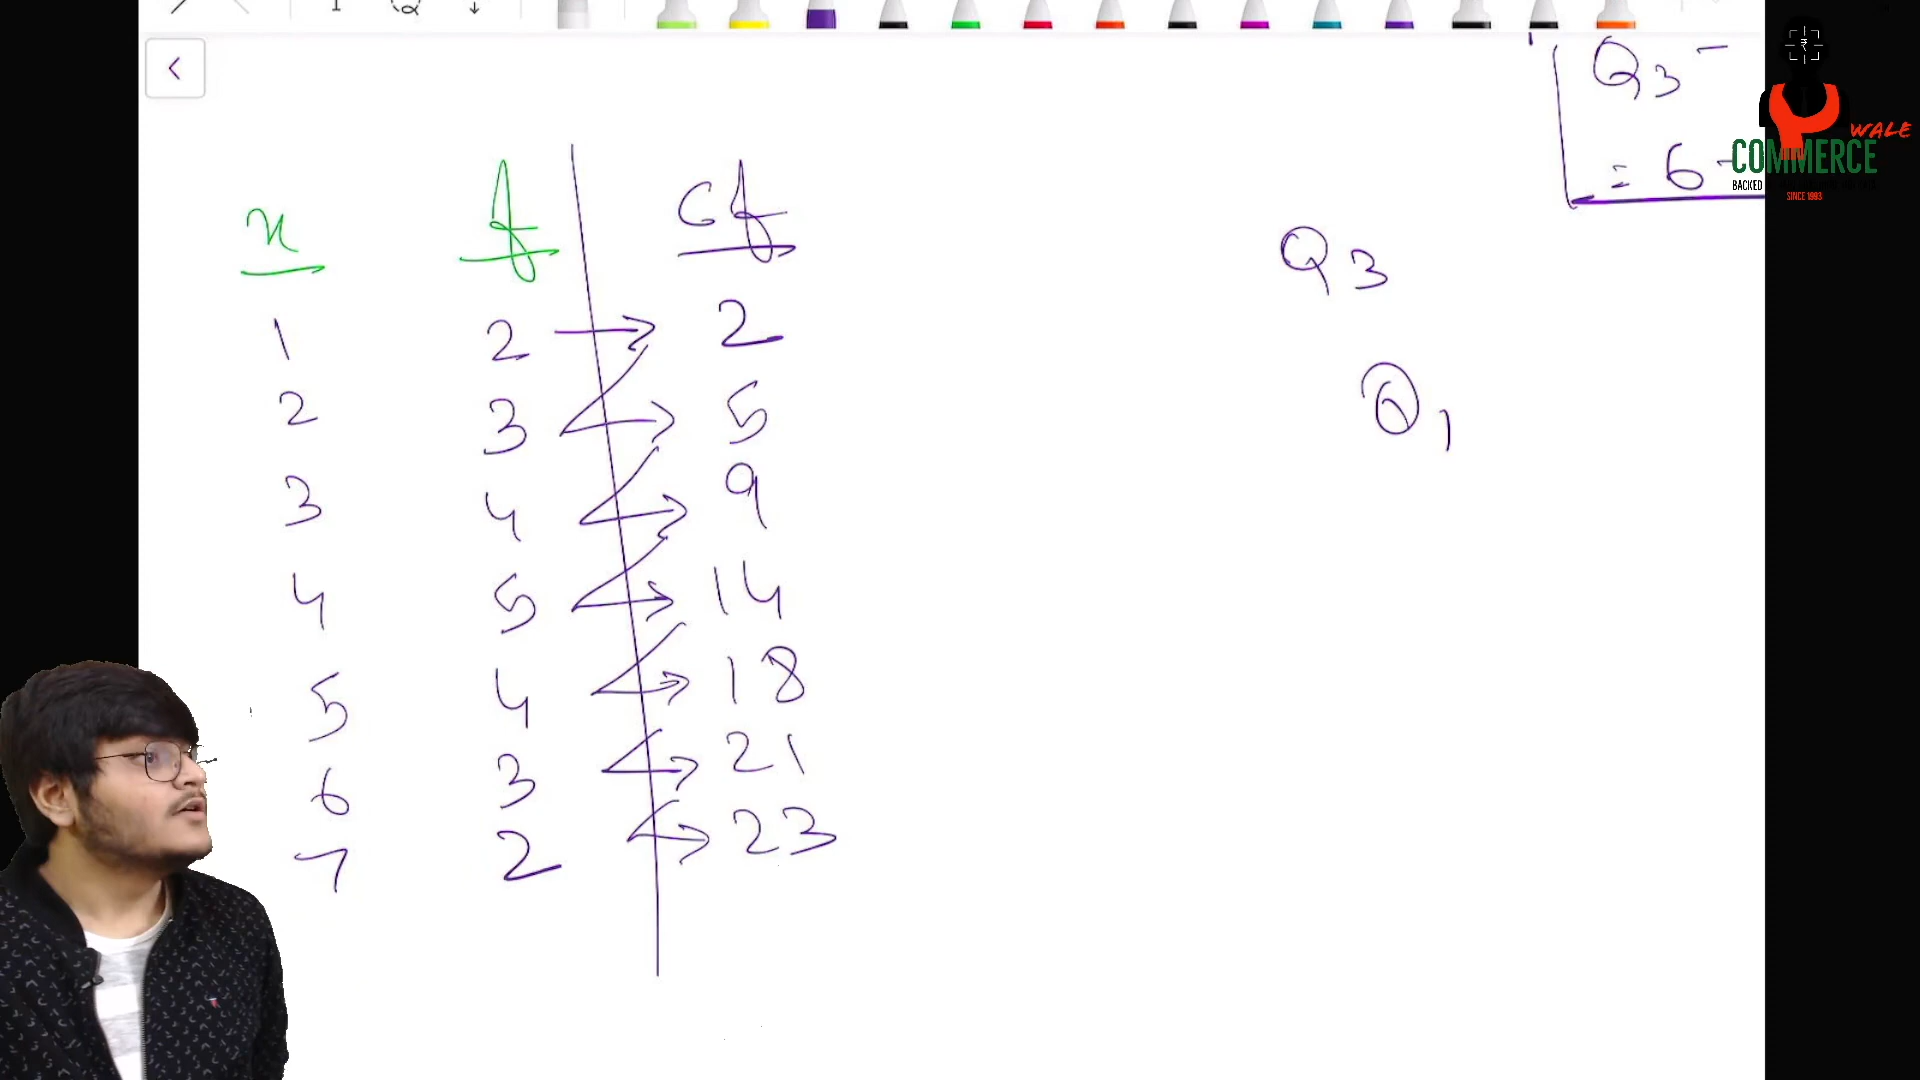 Q3 -
= 6 -
WALE
COMMERCE
BACKED
SINCE 1993
x f cf
1 2 2
2 3 5
3 4 9
4 5 14
5 4 18
6 3 21
7 2 23
Q3
Q1